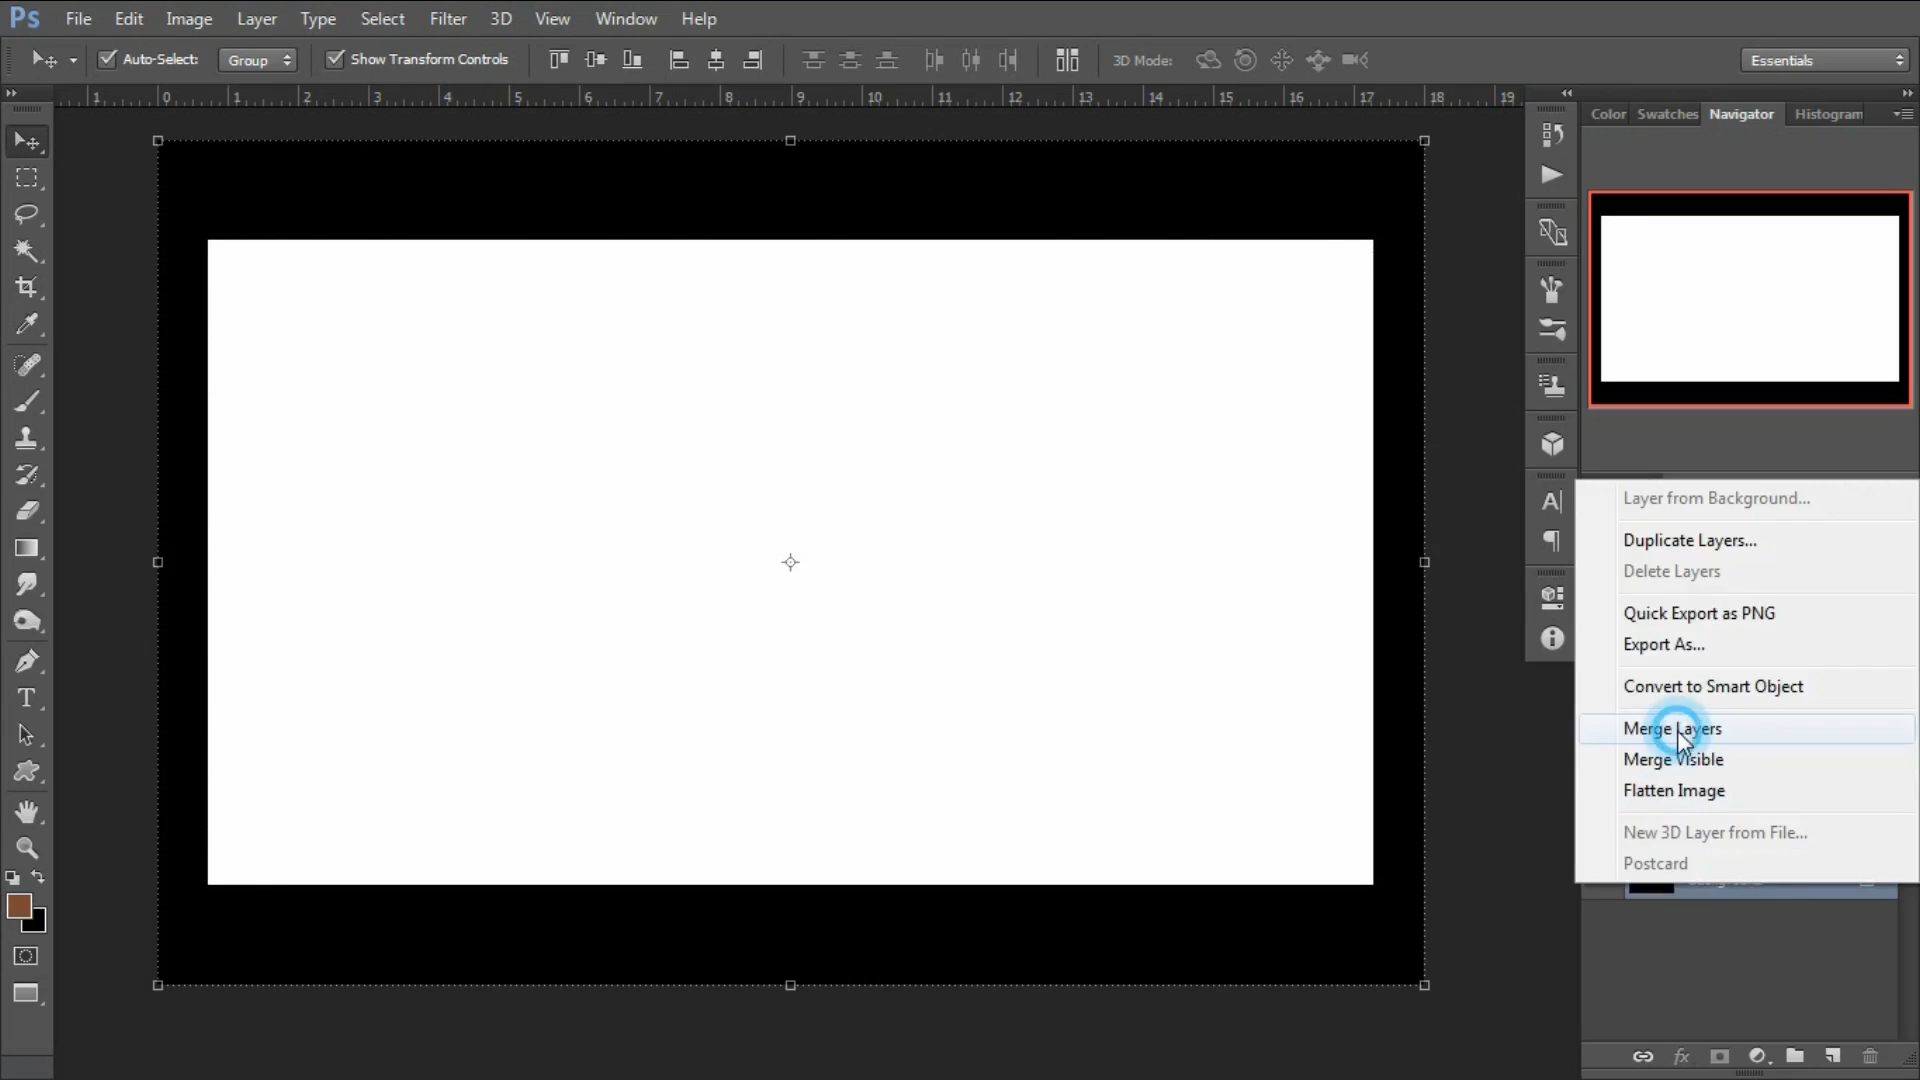 Ps File Edit Image Layer Type Select Filter 3D View Window Help
Auto-Select: Group Show Transform Controls 3D Mode: Essentials
1 0 1 2 3 4 5 6 7 8 9 10 11 12 13 14 15 16 17 18 19
Color Swatches Navigator Histogram
Layer from Background...
Duplicate Layers...
Delete Layers
Quick Export as PNG
Export As...
Convert to Smart Object
Merge Layers
Merge Visible
Flatten Image
New 3D Layer from File...
Postcard